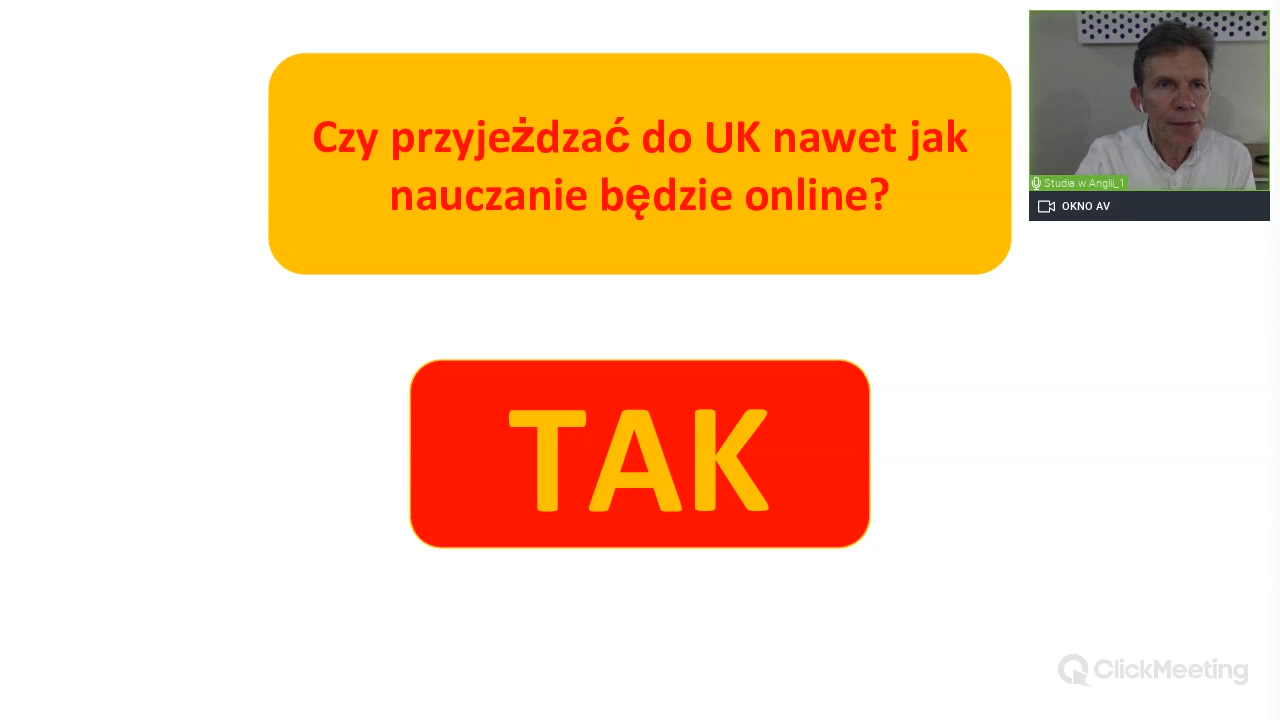 Czy przyjeżdzać do UK nawet jak
nauczanie będzie online?
TAK
Studia w Anglii_1
OKNO AV
ClickMeeting